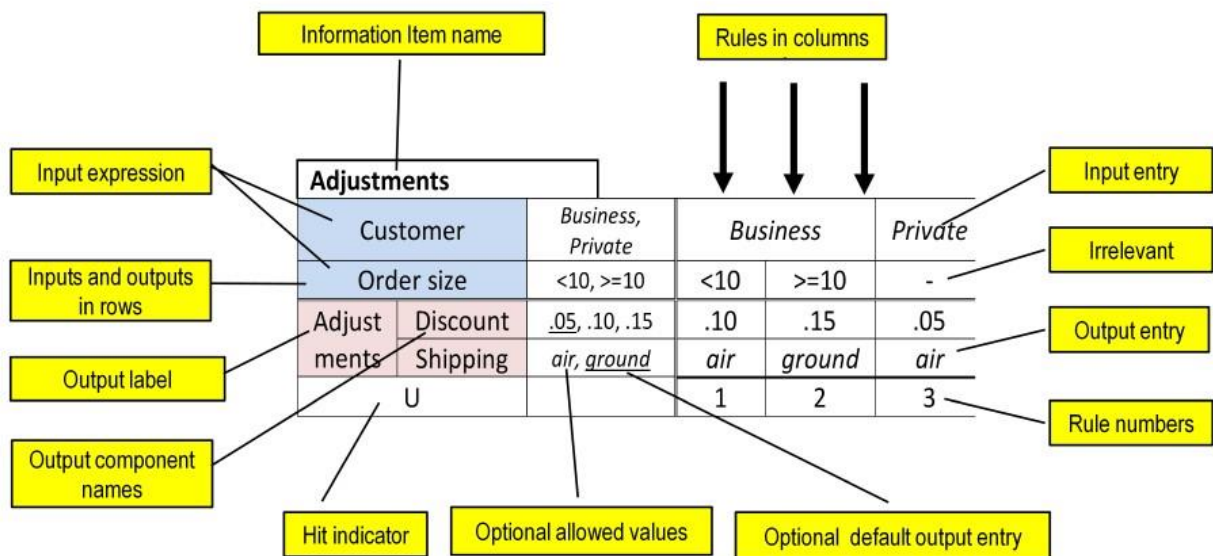 Information Item name
Rules in columns
Input expression
Input entry
Adjustments
Customer
Business,
Private
Business
Private
Irrelevant
Inputs and outputs
in rows
Order size
<10, >=10
<10
>=10
-
Adjust
ments
Discount
.05, .10, .15
.10
.15
.05
Output entry
Shipping
air, ground
air
ground
air
Output label
U
1
2
3
Rule numbers
Output component
names
Hit indicator
Optional allowed values
Optional default output entry